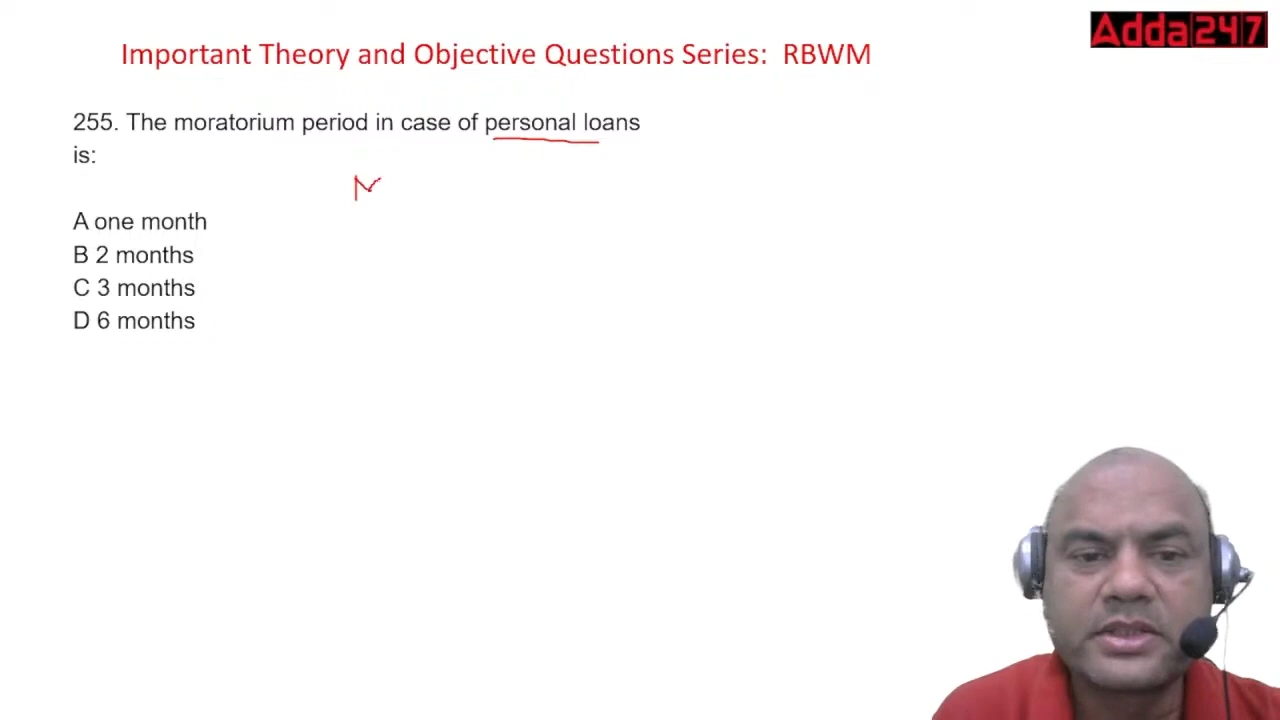 Adda247
Important Theory and Objective Questions Series: RBWM
255. The moratorium period in case of personal loans
is:
A one month
B 2 months
C 3 months
D 6 months